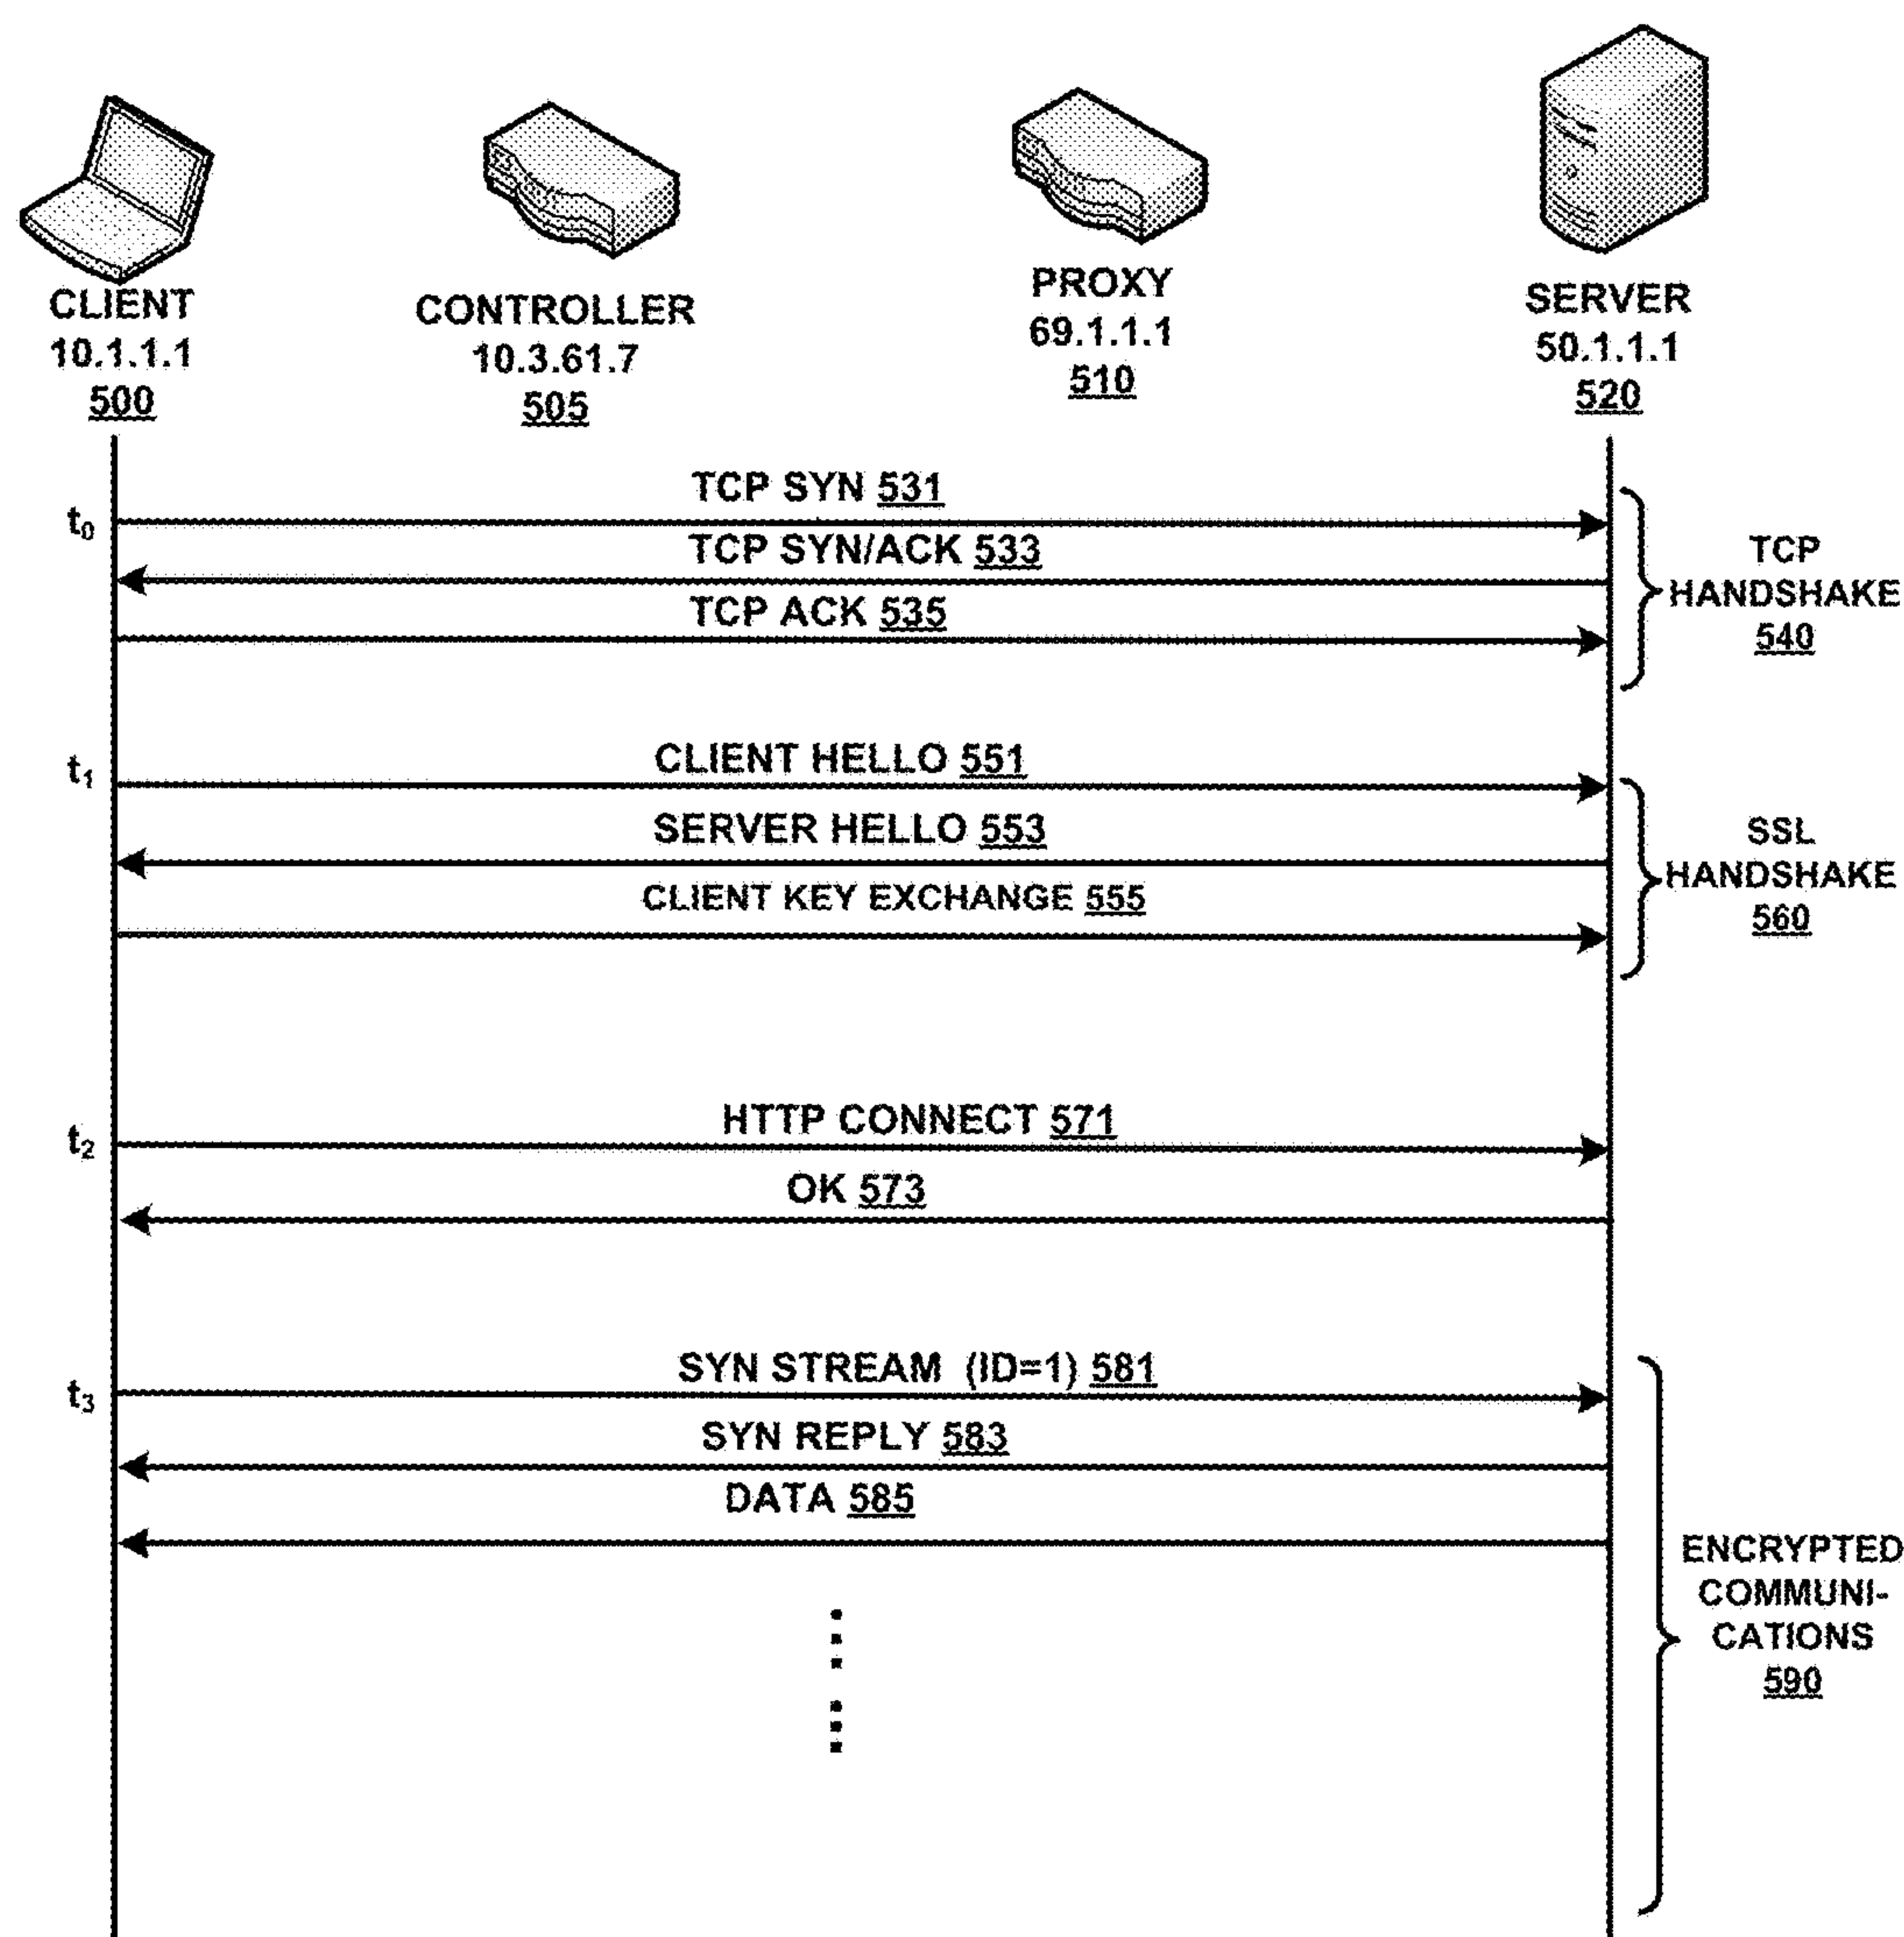 CLIENT
10.1.1.1
500
CONTROLLER
10.3.61.7
505
PROXY
69.1.1.1
510
SERVER
50.1.1.1
520
t0
TCP SYN 531
TCP SYN/ACK 533
TCP ACK 535
TCP
HANDSHAKE
540
t1
CLIENT HELLO 551
SERVER HELLO 553
CLIENT KEY EXCHANGE 555
SSL
HANDSHAKE
560
t2
HTTP CONNECT 571
OK 573
t3
SYN STREAM (ID=1) 581
SYN REPLY 583
DATA 585
ENCRYPTED
COMMUNI-
CATIONS
590